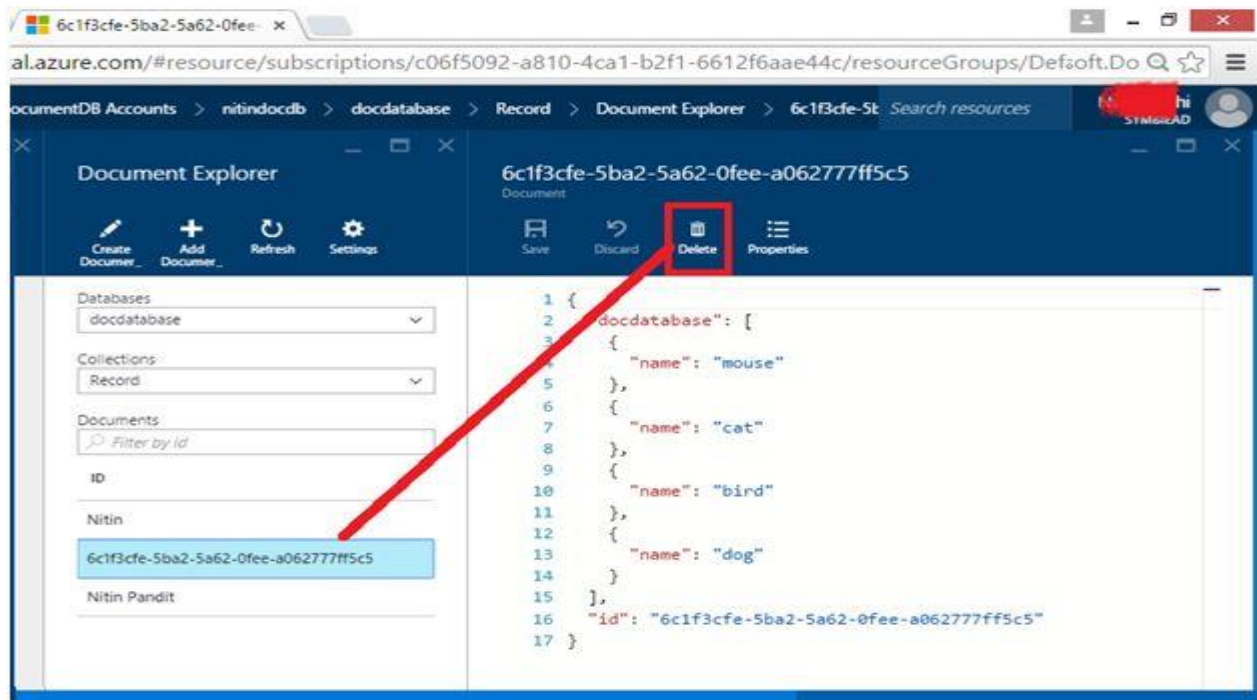 6c1f3cfe-5ba2-5a62-0fee-
al.azure.com/#resource/subscriptions/c06f5092-a810-4ca1-b2f1-6612f6aae44c/resourceGroups/Defaoft.Do
ocumentDB Accounts > nitindocdb > docdatabase > Record > Document Explorer > 6c1f3cfe-5b Search resources hi
Document Explorer
Create Documer_
Add Documer_
Refresh
Settings
Databases
docdatabase
Collections
Record
Documents
Filter by id
ID
Nitin
6c1f3cfe-5ba2-5a62-0fee-a062777ff5c5
Nitin Pandit
6c1f3cfe-5ba2-5a62-0fee-a062777ff5c5
Document
Save
Discard
Delete
Properties
1 {
2 "docdatabase": [
3 {
"name": "mouse"
5 },
6 {
7 "name": "cat"
8 },
9 {
10 "name": "bird"
11 },
12 {
13 "name": "dog"
14 }
15 ],
16 "id": "6c1f3cfe-5ba2-5a62-0fee-a062777ff5c5"
17 }